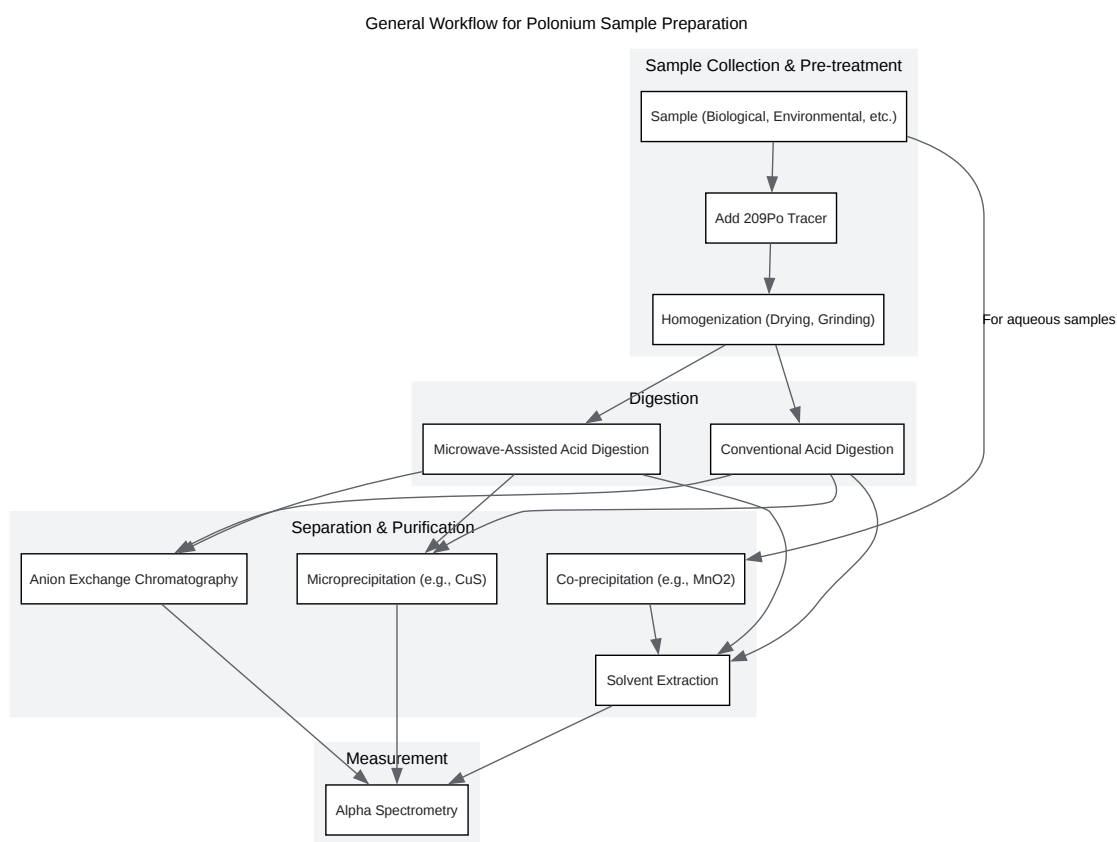 General Workflow for Polonium Sample Preparation
Sample Collection & Pre-treatment
Sample (Biological, Environmental, etc.)
Add 209Po Tracer
Homogenization (Drying, Grinding)
For aqueous samples
Digestion
Microwave-Assisted Acid Digestion
Conventional Acid Digestion
Separation & Purification
Anion Exchange Chromatography
Microprecipitation (e.g., CuS)
Co-precipitation (e.g., MnO2)
Solvent Extraction
Measurement
Alpha Spectrometry